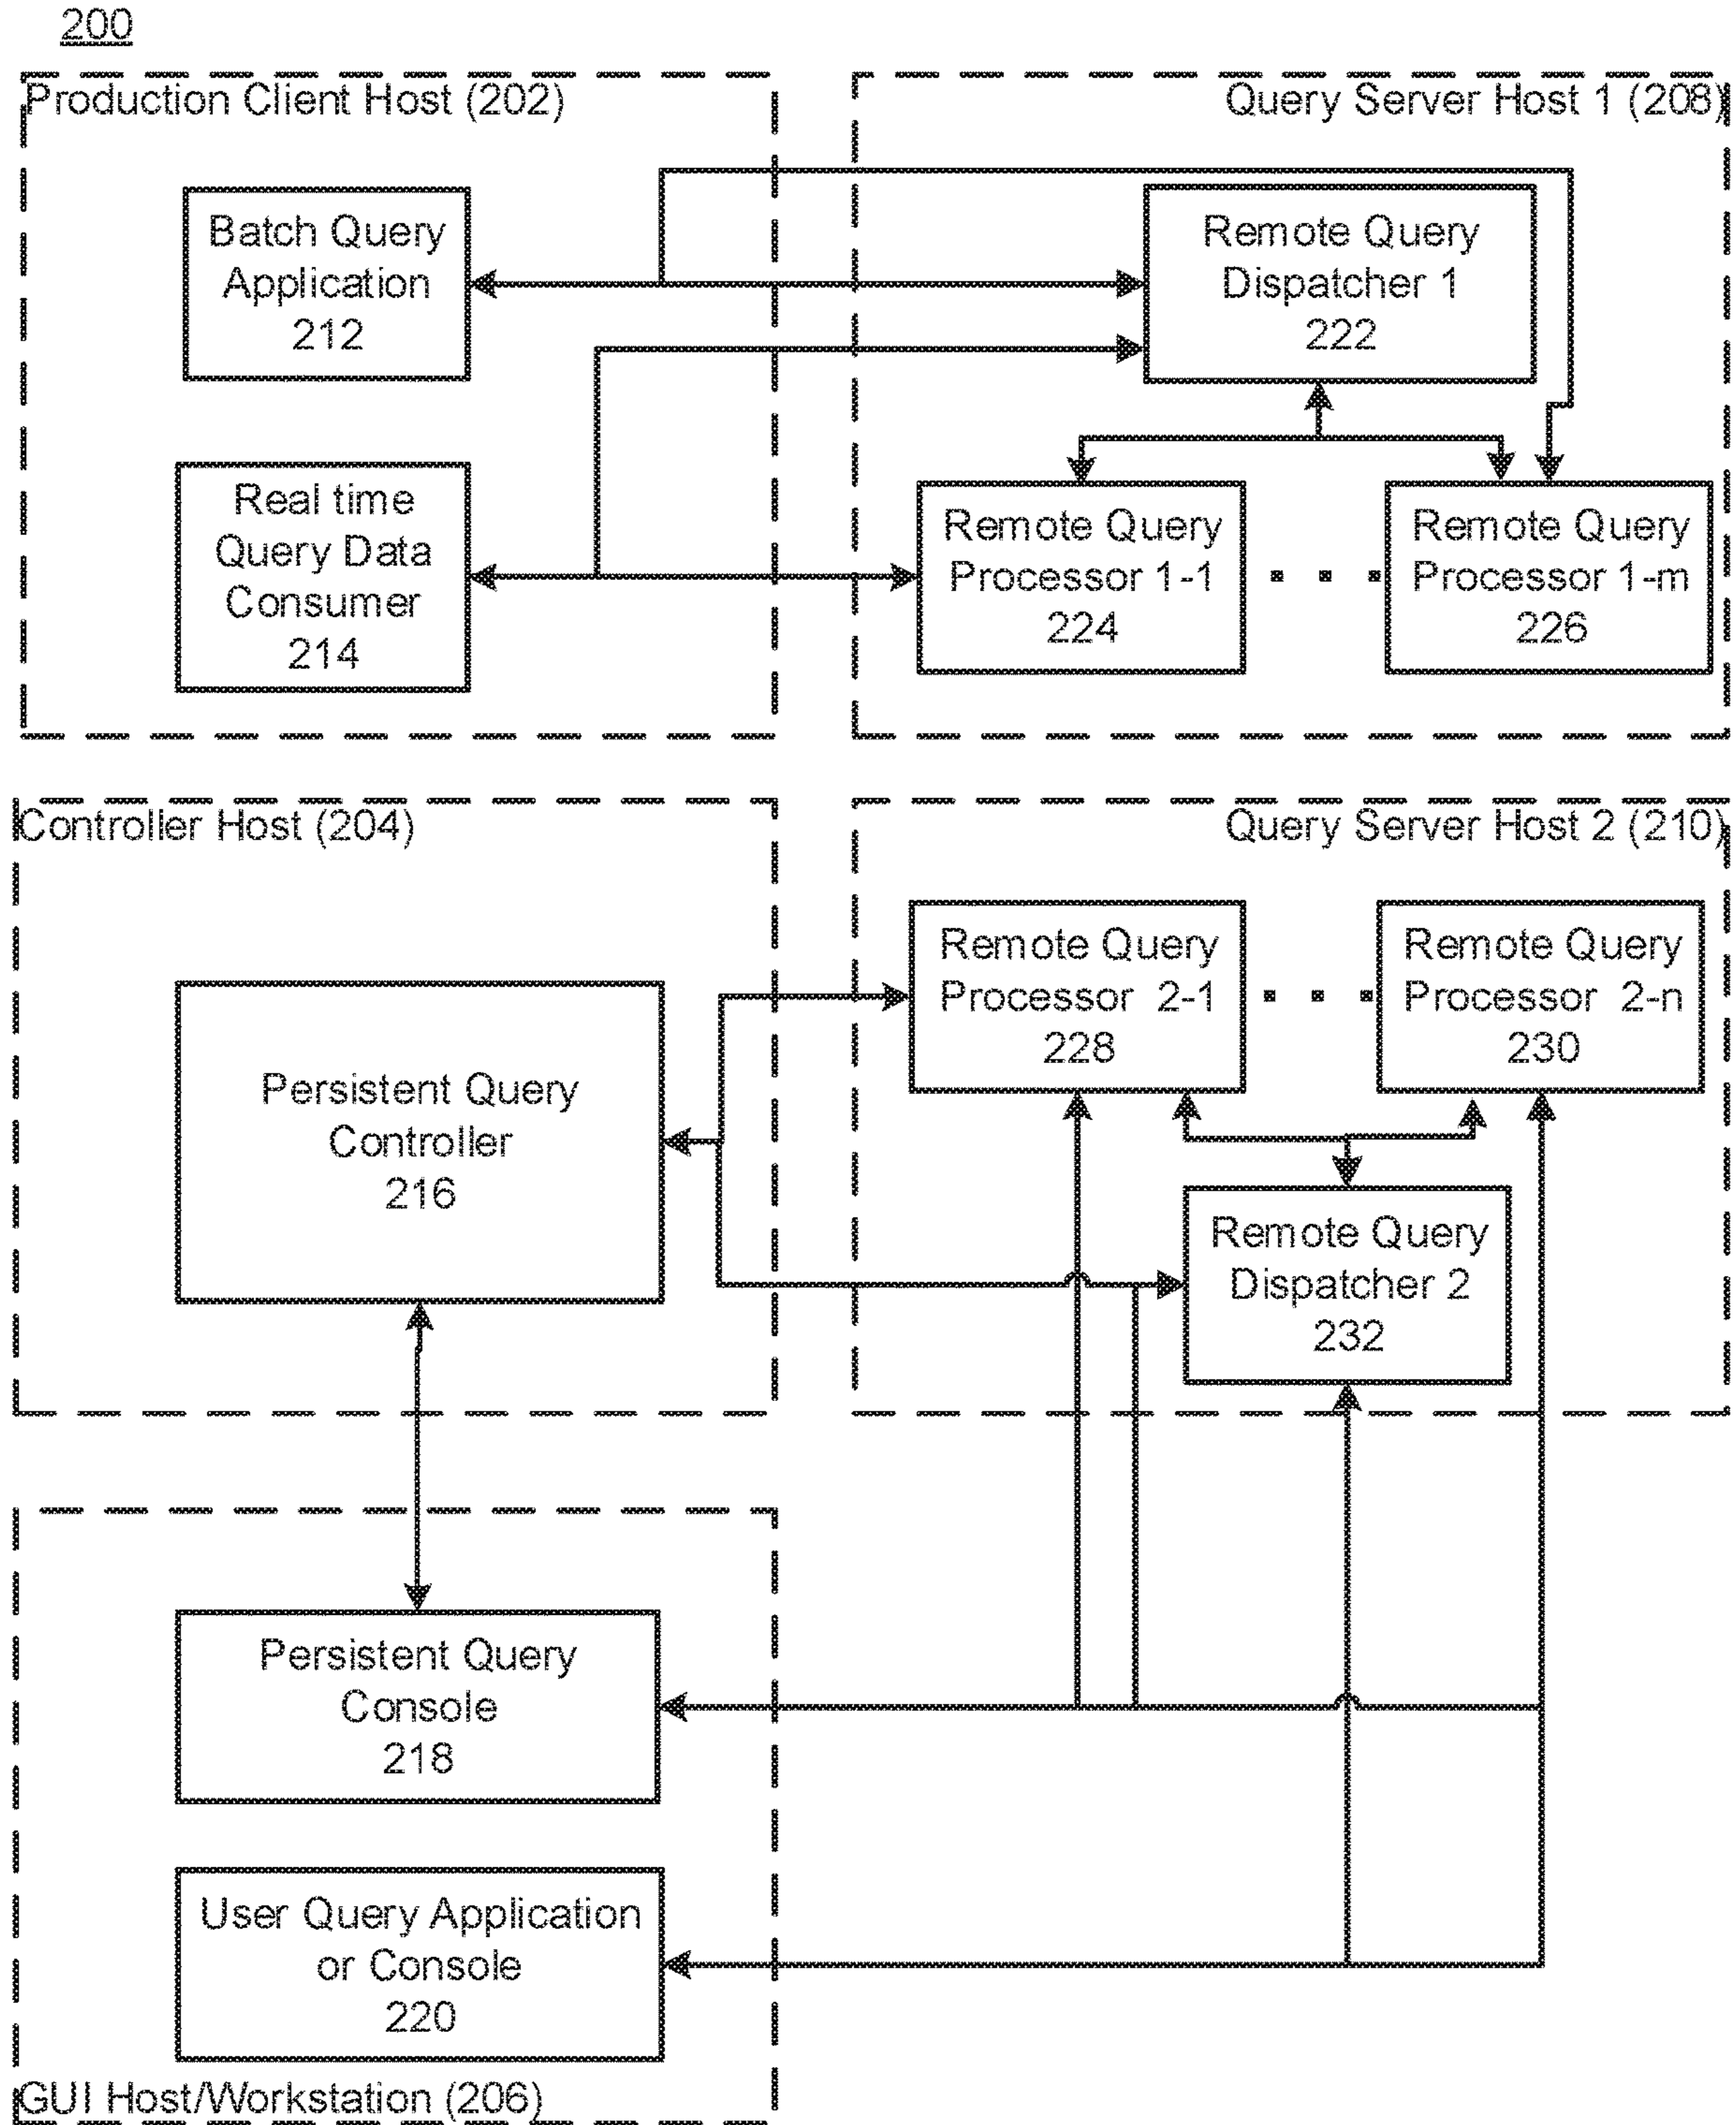 200
Production Client Host (202)
Query Server Host 1 (208)
Batch Query
Application
212
Remote Query
Dispatcher 1
222
Real time
Query Data
Consumer
214
Remote Query
Processor 1-1
224
Remote Query
Processor 1-m
226
Controller Host (204)
Query Server Host 2 (210)
Remote Query
Processor 2-1
228
Remote Query
Processor 2-n
230
Persistent Query
Controller
216
Remote Query
Dispatcher 2
232
Persistent Query
Console
218
User Query Application
or Console
220
GUI Host/Workstation (206)